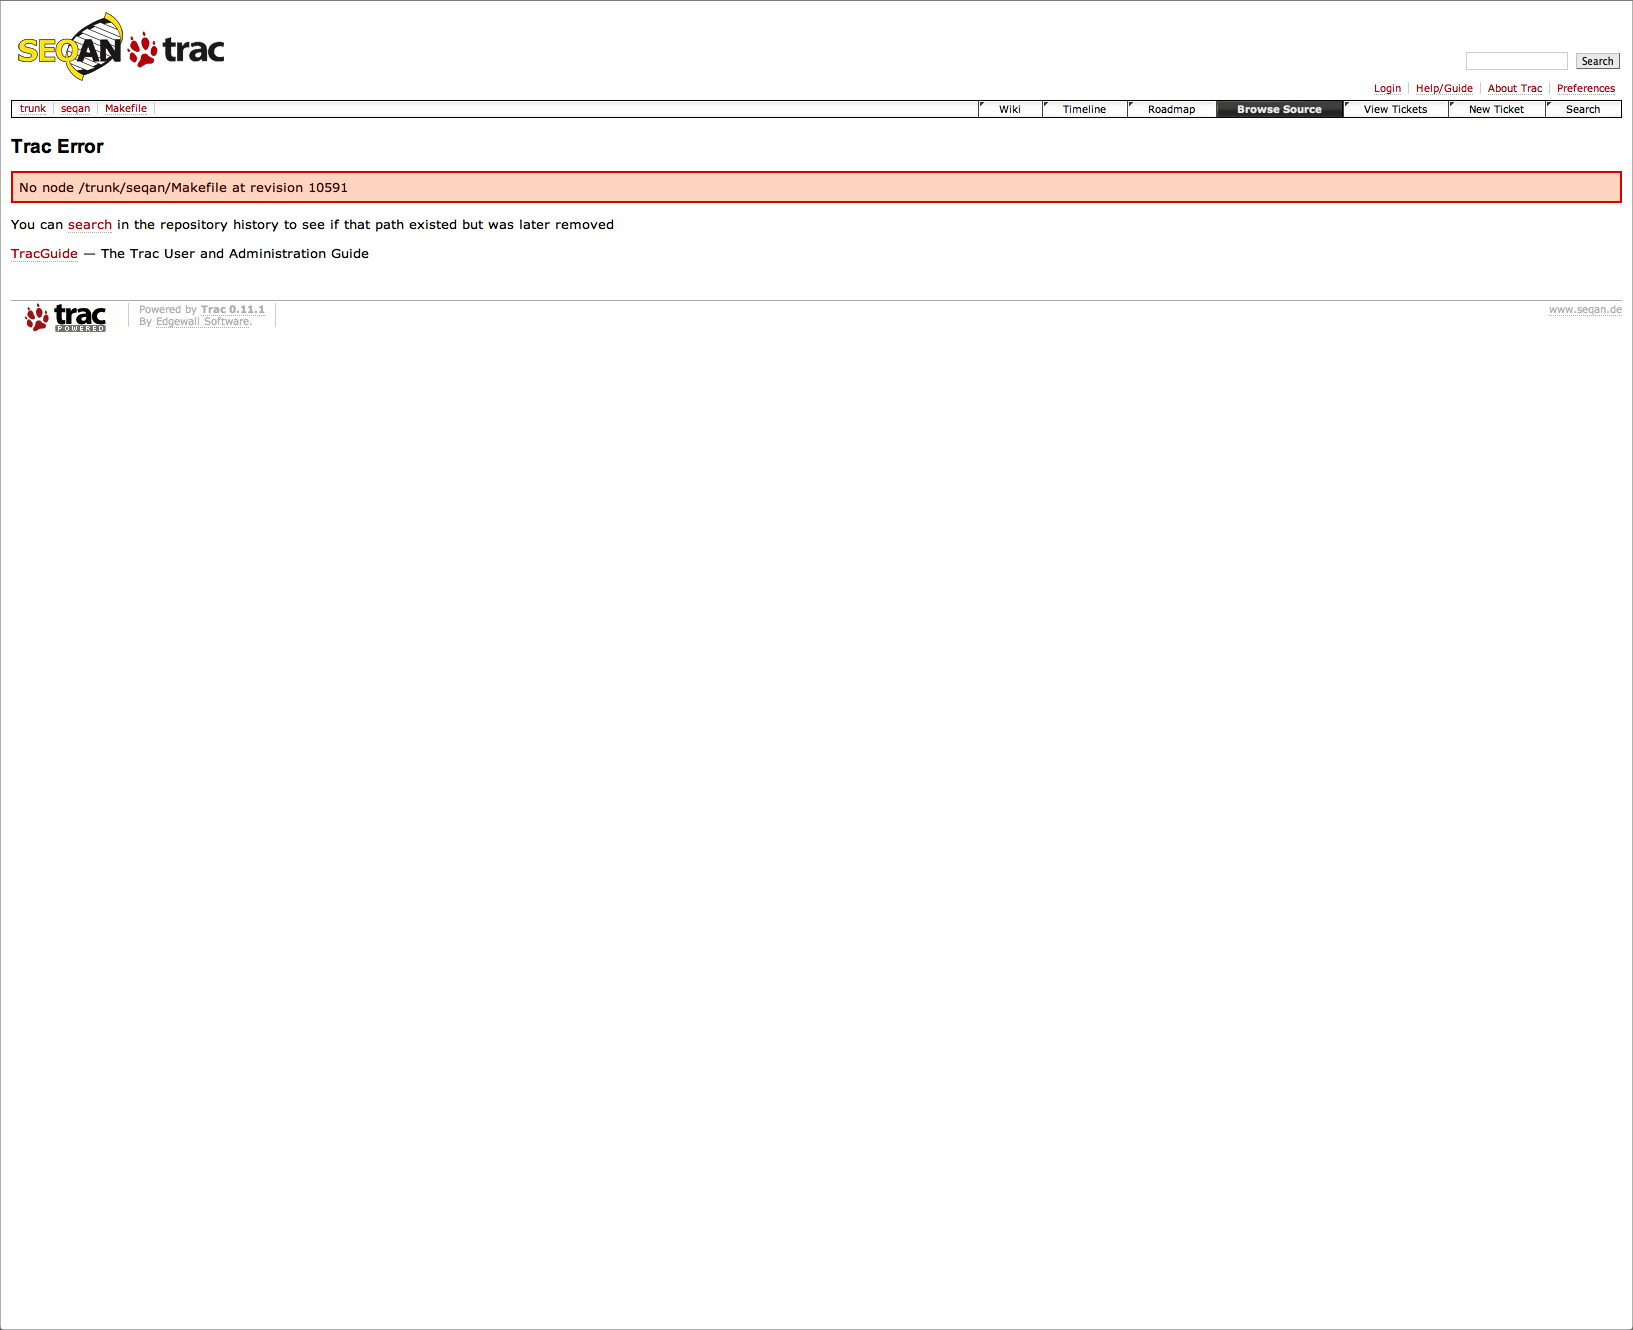 SEQAN trac
Search
Login Help/Guide About Trac Preferences
trunk seqan Makefile Wiki Timeline Roadmap Browse Source View Tickets New Ticket Search
Trac Error
No node /trunk/seqan/Makefile at revision 10591
You can search in the repository history to see if that path existed but was later removed
TracGuide — The Trac User and Administration Guide
trac POWERED
Powered by Trac 0.11.1
By Edgewall Software.
www.seqan.de